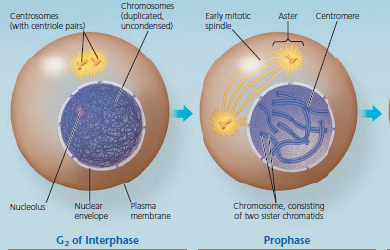 Centrosomes
(with centriole pairs)
Chromosomes
(duplicated,
uncondensed)
Early mitotic
spindle
Aster
Centromere
Nucleolus
Nuclear
envelope
Plasma
membrane
Chromosome, consisting
of two sister chromatids
G₂ of Interphase
Prophase